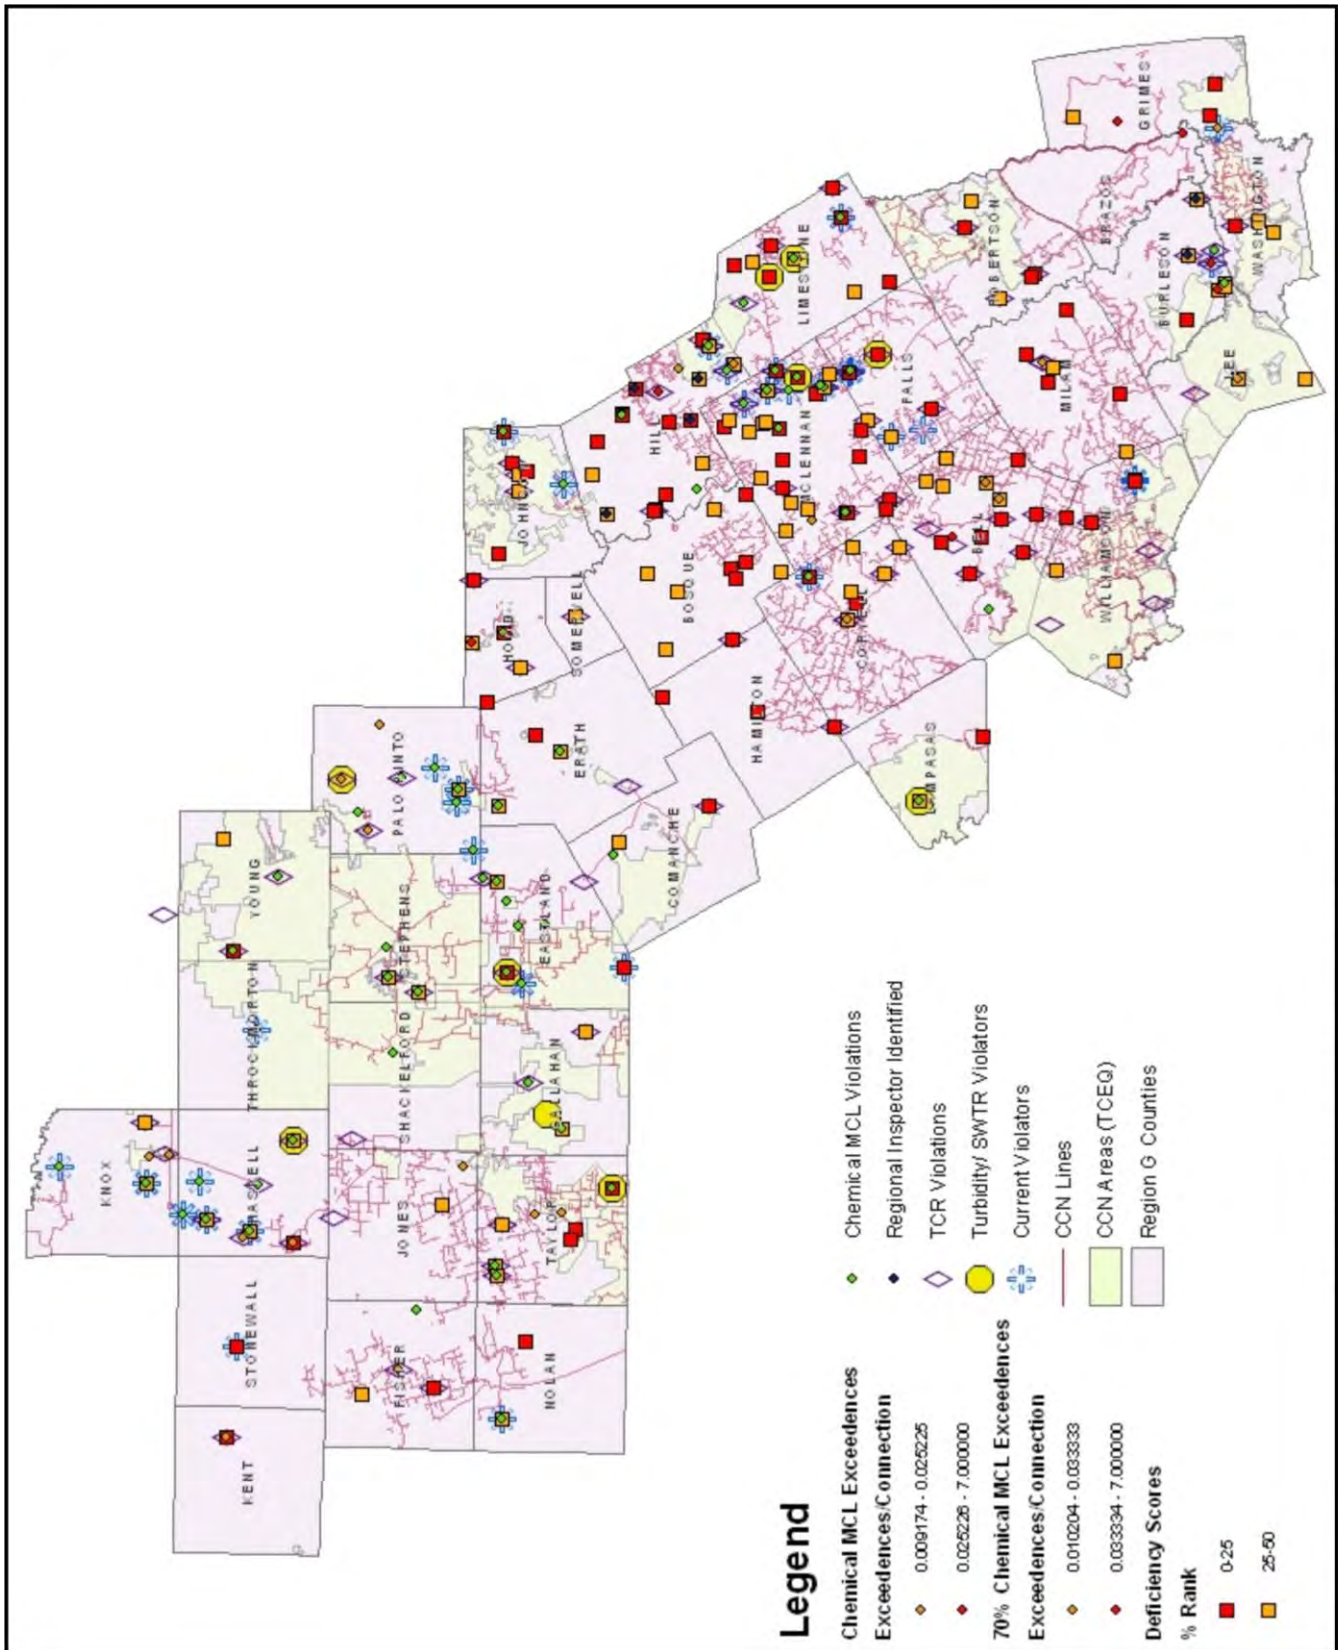 GRIMES
BRAZOS
WASHINGTON
BURLESON
ROBERTSON
LEE
LIMESTONE
MILAM
FALLS
HILL
MCLENNAN
BELL
WILLIAMSON
JOHNSON
BOSQUE
CORYELL
HOOD
SOMERVELL
HAMILTON
LAMPASAS
ERATH
COMANCHE
PALO PINTO
YOUNG
STEPHENS
EASTLAND
THROCKMORTON
SHACKELFORD
CALLAHAN
KNOX
HASKELL
JONES
TAYLOR
STONEWALL
FISHER
NOLAN
KENT
Legend
Chemical MCL Exceedences
Exceedences/Connection
0.009174 - 0.025225
0.025226 - 7.000000
70% Chemical MCL Exceedences
Exceedences/Connection
0.010204 - 0.033333
0.033334 - 7.000000
Deficiency Scores
% Rank
0-25
25-50
Chemical MCL Violations
Regional Inspector Identified
TCR Violations
Turbidity/ SWTR Violators
Current Violators
CCN Lines
CCN Areas (TCEQ)
Region G Counties